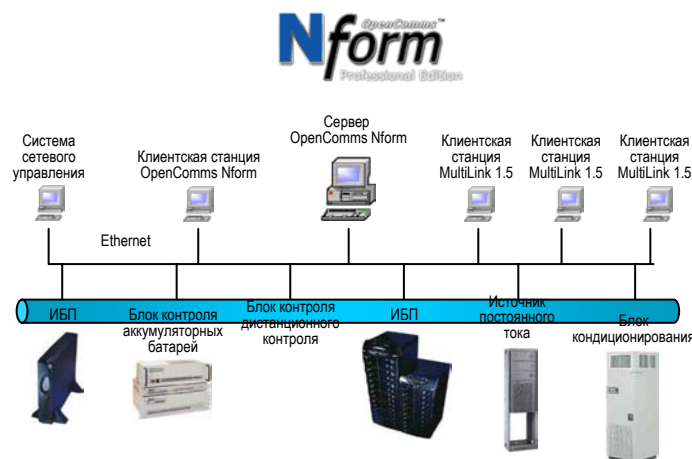 OpenComms™
Nform
Professional Edition
Система
сетевого
управления
Клиентская станция
OpenComms Nform
Сервер
OpenComms Nform
Клиентская
станция
MultiLink 1.5
Клиентская
станция
MultiLink 1.5
Клиентская
станция
MultiLink 1.5
Ethernet
ИБП
Блок контроля
аккумуляторных
батарей
Блок контроля
дистанционного
контроля
ИБП
Источник
постоянного
тока
Блок
кондиционирования